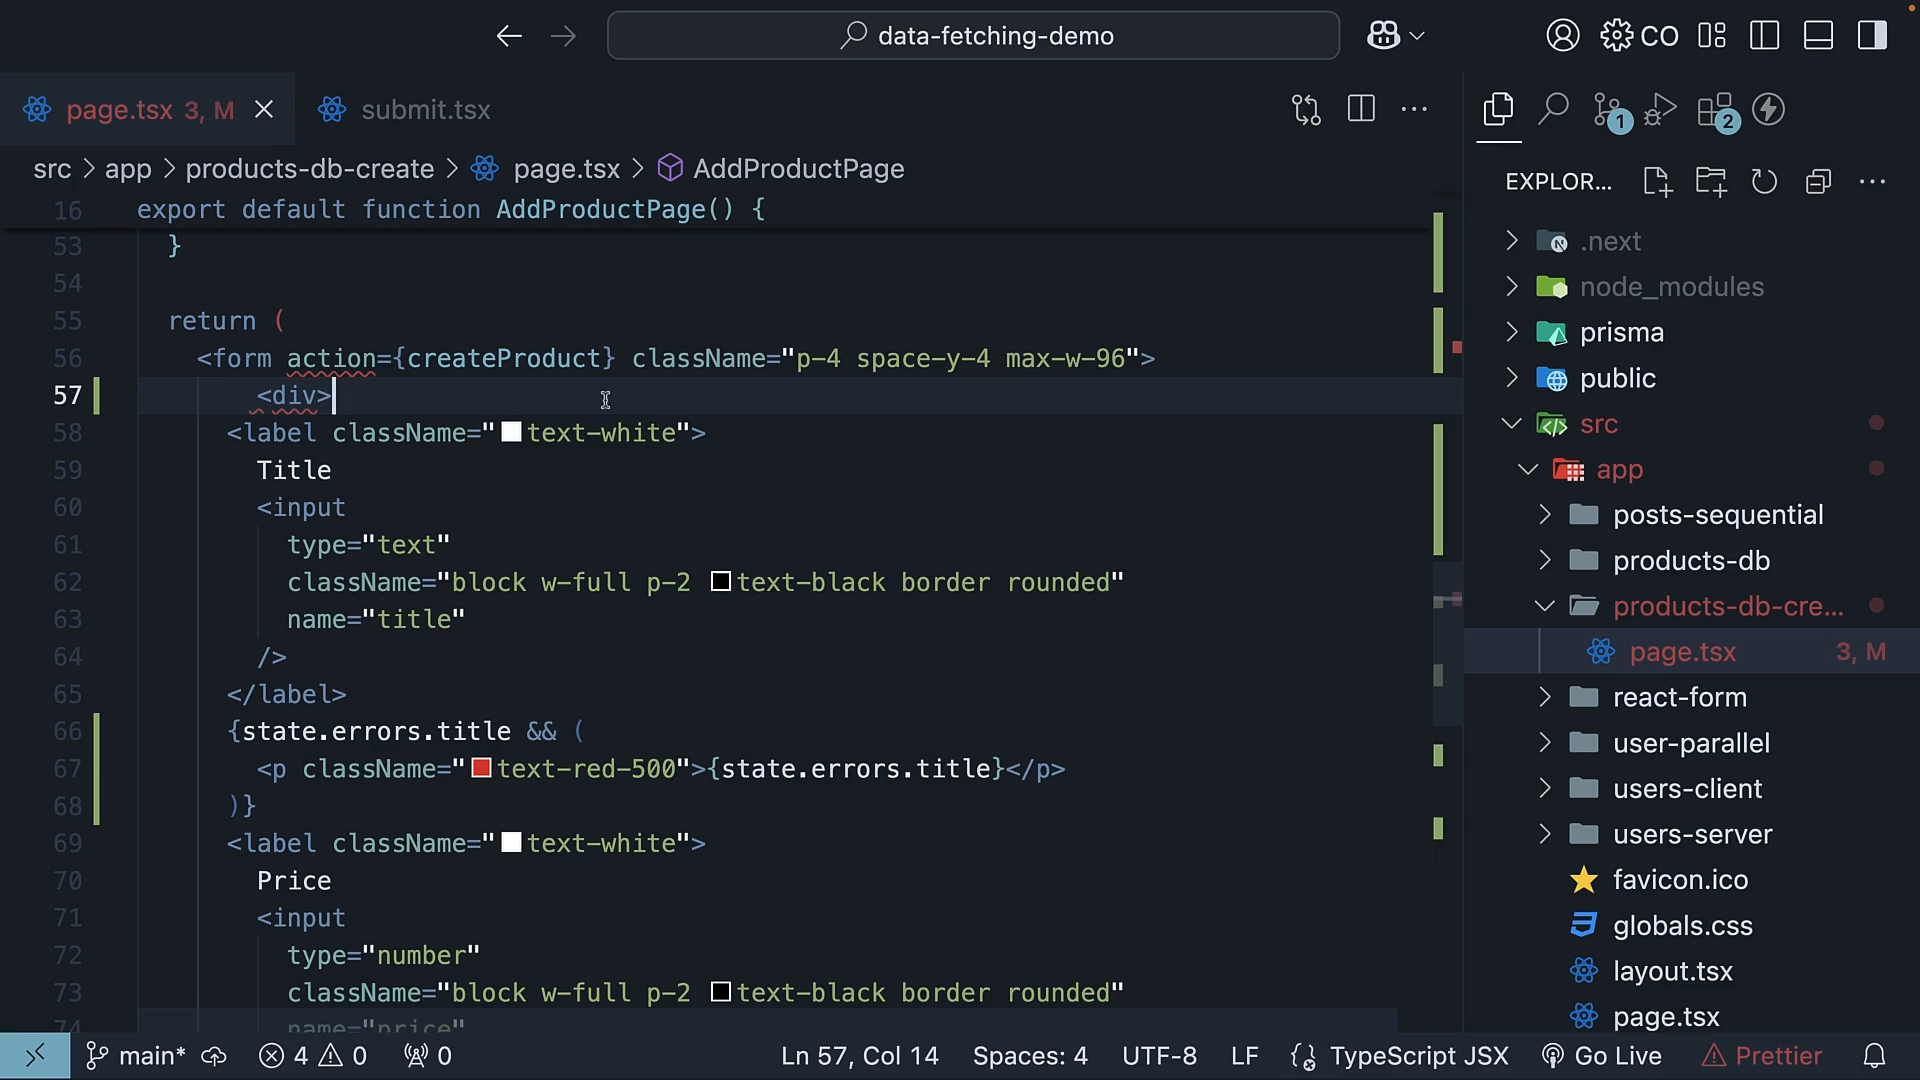 data-fetching-demo
CO
page.tsx 3, M
submit.tsx
1
2
src > app > products-db-create > page.tsx > AddProductPage
EXPLOR...
16 export default function AddProductPage() {
53 }
54
55 return (
56 <form action={createProduct} className="p-4 space-y-4 max-w-96">
57 <div>
58 <label className="text-white">
59 Title
60 <input
61 type="text"
62 className="block w-full p-2 text-black border rounded"
63 name="title"
64 />
65 </label>
66 {state.errors.title && (
67 <p className="text-red-500">{state.errors.title}</p>
68 )}
69 <label className="text-white">
70 Price
71 <input
72 type="number"
73 className="block w-full p-2 text-black border rounded"
74 name="price"
.next
node_modules
prisma
public
src
app
posts-sequential
products-db
products-db-cre...
page.tsx 3, M
react-form
user-parallel
users-client
users-server
favicon.ico
globals.css
layout.tsx
page.tsx
main* 4 0 0 Ln 57, Col 14 Spaces: 4 UTF-8 LF TypeScript JSX Go Live Prettier